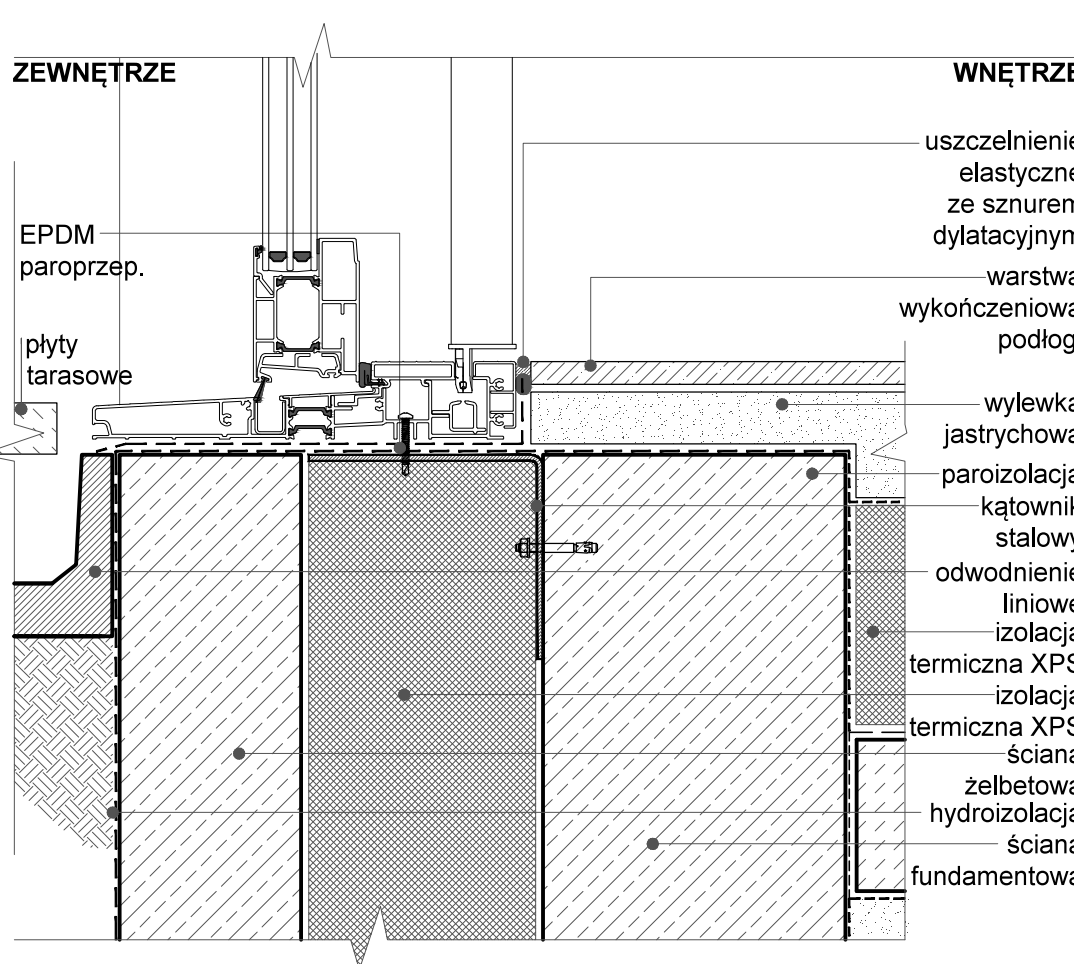 ZEWNĘTRZE
WNĘTRZE
EPDM
paroprzep.
płyty
tarasowe
uszczelnienie
elastyczne
ze sznurem
dylatacyjnym
warstwa
wykończeniowa
podłogi
wylewka
jastrychowa
paroizolacja
kątownik
stalowy
odwodnienie
liniowe
izolacja
termiczna XPS
izolacja
termiczna XPS
ściana
żelbetowa
hydroizolacja
ściana
fundamentowa